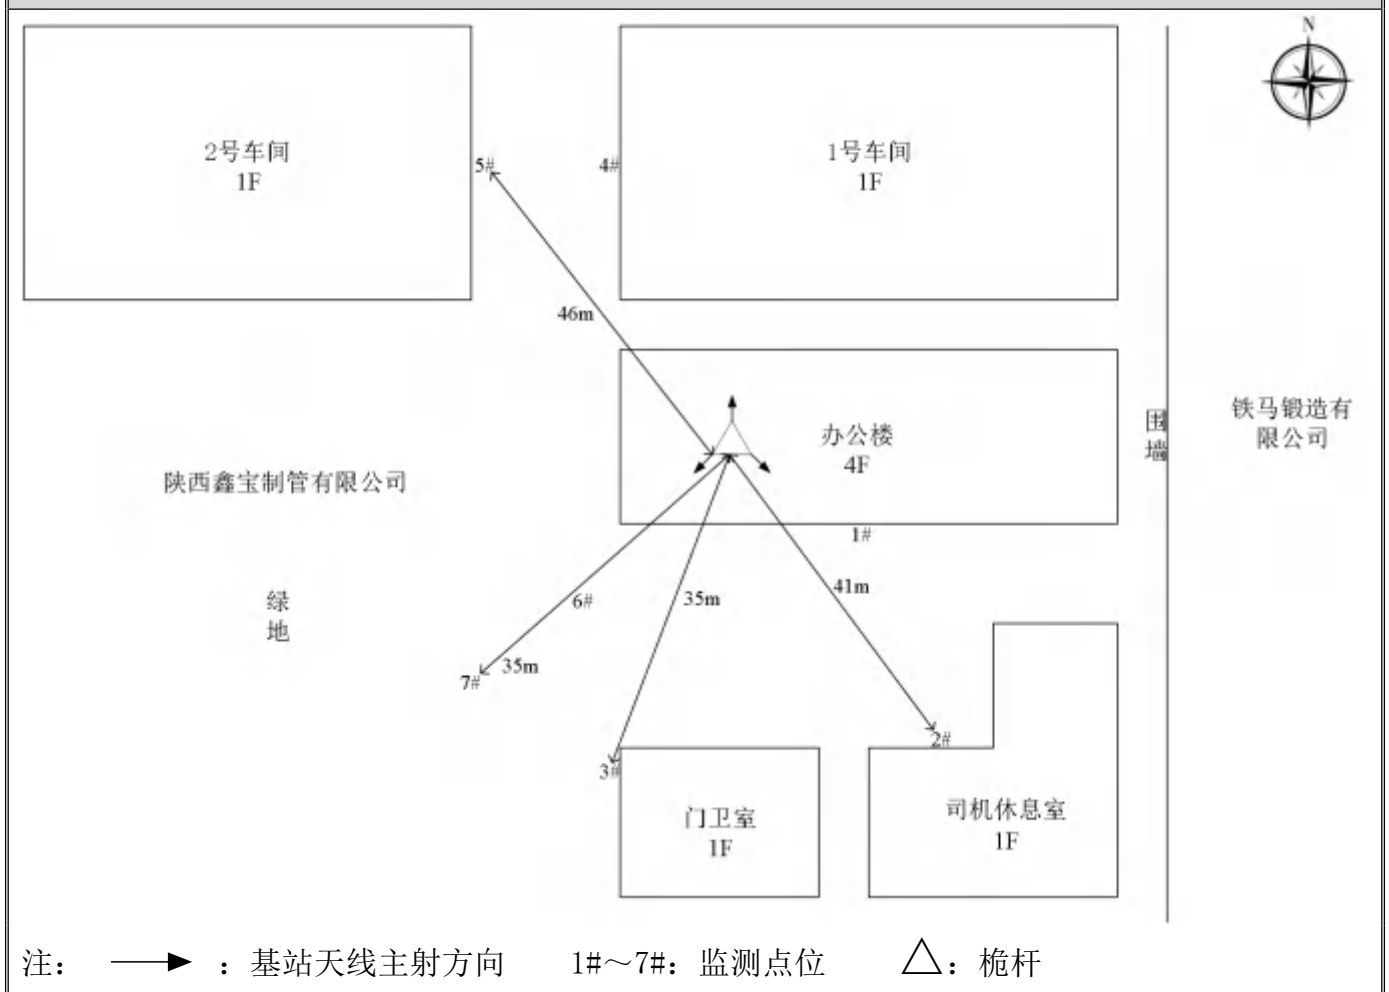 N
2号车间
1F
5#
4#
1号车间
1F
46m
办公楼
4F
围
墙
铁马锻造有
限公司
陕西鑫宝制管有限公司
1#
41m
绿
地
6#
35m
7#
35m
2#
3#
门卫室
1F
司机休息室
1F
注： ：基站天线主射方向 1#～7#：监测点位 ：桅杆